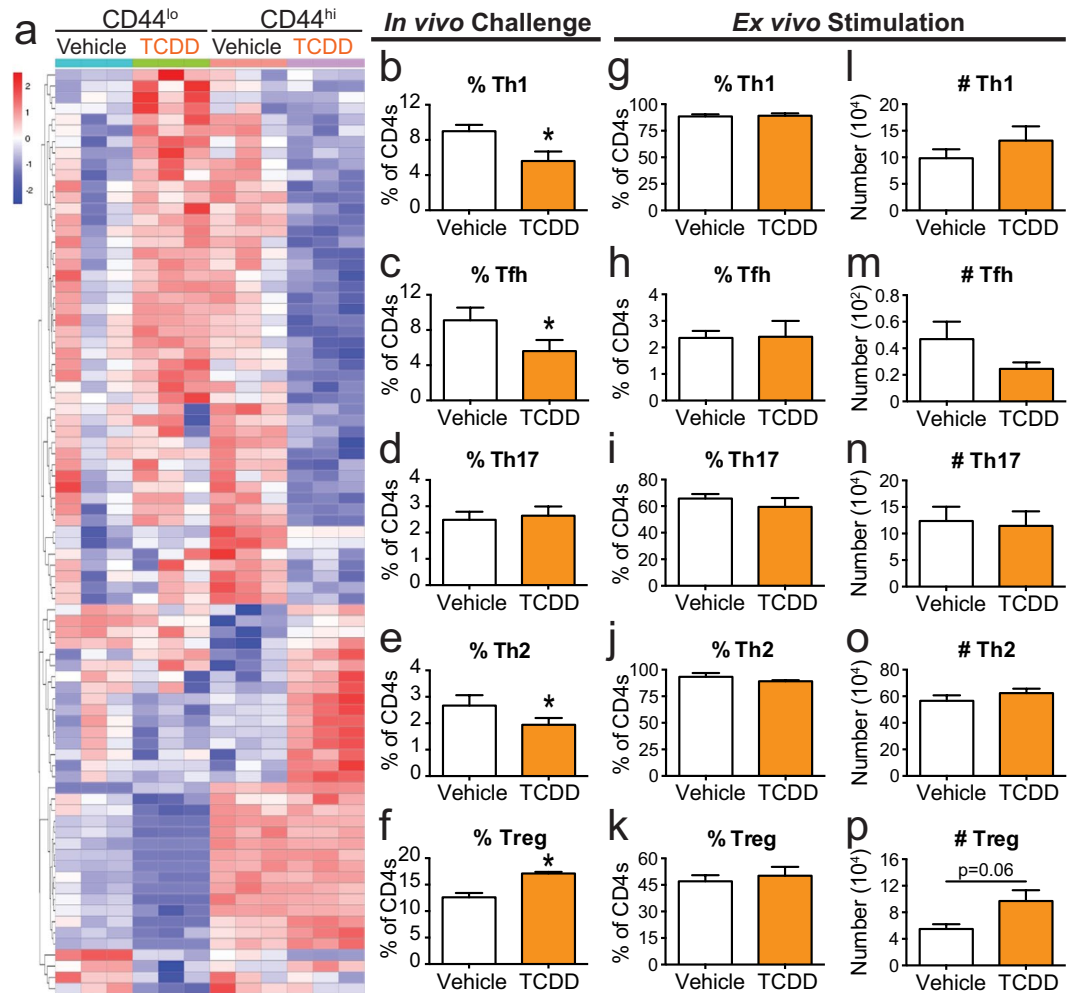 a
CD44lo CD44hi
Vehicle TCDD Vehicle TCDD
2
1
0
-1
-2
In vivo Challenge
b
% Th1
% of CD4s
12
8
4
0
*
Vehicle TCDD
c
% Tfh
% of CD4s
12
8
4
0
*
Vehicle TCDD
d
% Th17
% of CD4s
4
3
2
1
0
Vehicle TCDD
e
% Th2
% of CD4s
4
3
2
1
0
*
Vehicle TCDD
f
% Treg
% of CD4s
20
15
10
5
0
*
Vehicle TCDD
Ex vivo Stimulation
g
% Th1
% of CD4s
100
75
50
25
0
Vehicle TCDD
h
% Tfh
% of CD4s
4
3
2
1
0
Vehicle TCDD
i
% Th17
% of CD4s
80
60
40
20
0
Vehicle TCDD
j
% Th2
% of CD4s
100
75
50
25
0
Vehicle TCDD
k
% Treg
% of CD4s
60
45
30
15
0
Vehicle TCDD
l
# Th1
Number (10⁴)
20
15
10
5
0
Vehicle TCDD
m
# Tfh
Number (10²)
0.8
0.6
0.4
0.2
0
Vehicle TCDD
n
# Th17
Number (10⁴)
20
15
10
5
0
Vehicle TCDD
o
# Th2
Number (10⁴)
80
60
40
20
0
Vehicle TCDD
p
# Treg
Number (10⁴)
16
12
8
4
0
p=0.06
Vehicle TCDD